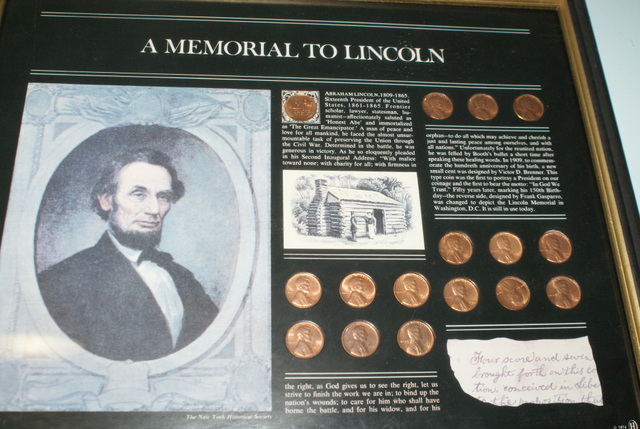 A MEMORIAL TO LINCOLN
ABRAHAM LINCOLN, 1809-1865.
Sixteenth President of the United
States, 1861-1865. Frontier
scholar, lawyer, statesman, hu-
manist—affectionately saluted as
'Honest Abe' and immortalized
as 'The Great Emancipator.' A man of peace and
love for all mankind, he faced the almost unsur-
mountable task of preserving the Union through
the Civil War. Determined in the battle, he was
generous in victory. As he so eloquently pleaded
in his Second Inaugural Address: "With malice
toward none; with charity for all; with firmness in
the right, as God gives us to see the right, let us
strive to finish the work we are in; to bind up the
nation's wounds; to care for him who shall have
borne the battle, and for his widow, and for his
orphan—to do all which may achieve and cherish a
just and lasting peace among ourselves, and with
all nations." Unfortunately for the reunited nation,
he was felled by Booth's bullet a short time after
speaking these healing words. In 1909, to commem-
orate the hundredth anniversary of his birth, a new
small cent was designed by Victor D. Brenner. This
type coin was the first to portray a President on our
coinage and the first to bear the motto: "In God We
Trust." Fifty years later, marking his 150th Birth-
day—the reverse side, designed by Frank Gasparro,
was changed to depict the Lincoln Memorial in
Washington, D.C. It is still in use today.
Four score and seven
brought forth on this co
tion, conceived in Liber
to the proposition tha
The New York Historical Society
© 1974